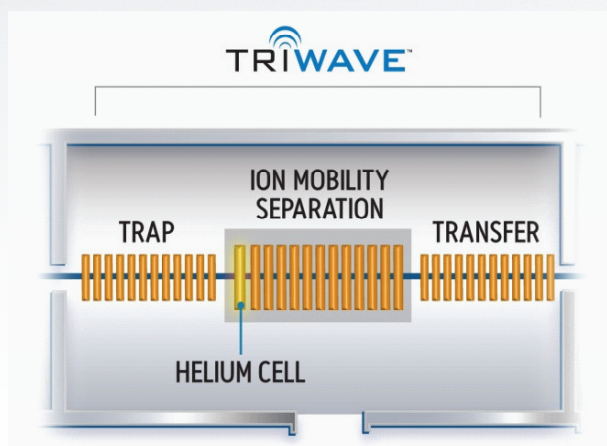 TRIWAVE™
ION MOBILITY
SEPARATION
TRAP
TRANSFER
HELIUM CELL